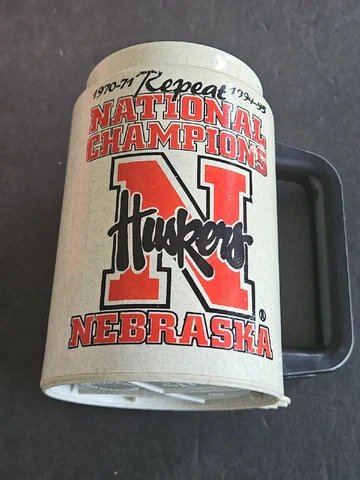 1970-71 Repeat 1994-95
NATIONAL
CHAMPIONS
N
Huskers
®
NEBRASKA